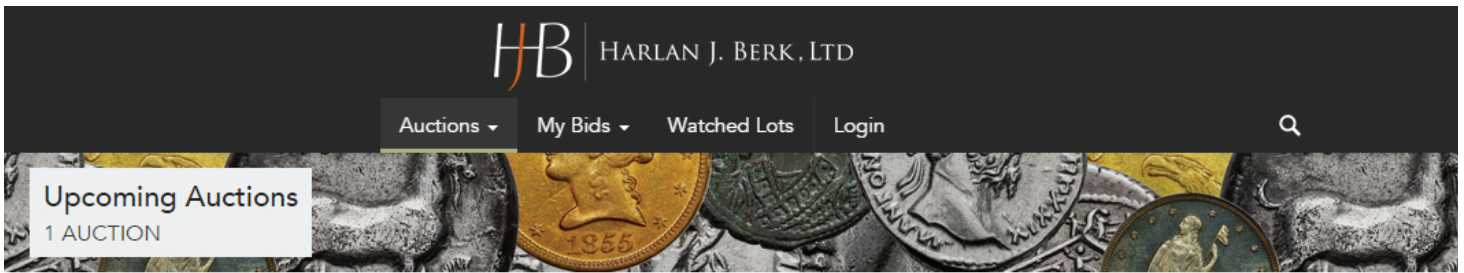 HJB HARLAN J. BERK, LTD
Auctions My Bids Watched Lots Login
Upcoming Auctions
1 AUCTION
1855